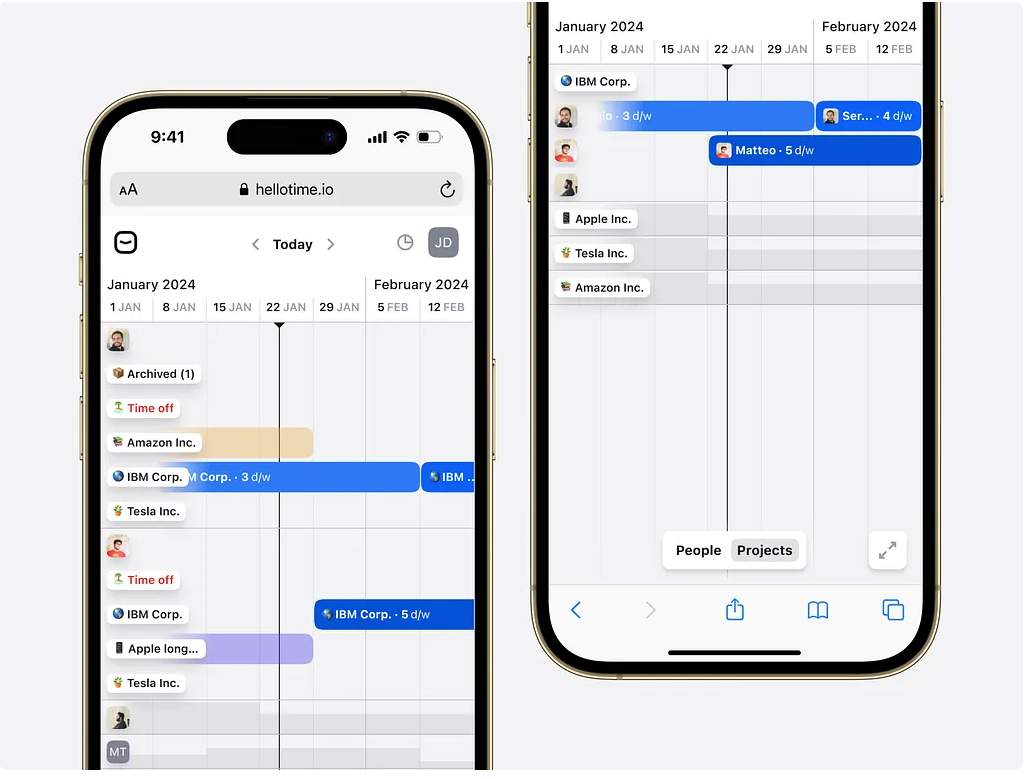 9:41
AA hellotime.io
Today JD
January 2024 February 2024
1 JAN 8 JAN 15 JAN 22 JAN 29 JAN 5 FEB 12 FEB
📦 Archived (1)
🏝️ Time off
📚 Amazon Inc.
🌎 IBM Corp. M Corp. · 3 d/w 🌎 IBM ..
🪴 Tesla Inc.
🏝️ Time off
🌎 IBM Corp.
🌎 IBM Corp. · 5 d/w
📱 Apple long...
🪴 Tesla Inc.
MT
January 2024 February 2024
1 JAN 8 JAN 15 JAN 22 JAN 29 JAN 5 FEB 12 FEB
🌎 IBM Corp.
io · 3 d/w Ser... · 4 d/w
Matteo · 5 d/w
📱 Apple Inc.
🪴 Tesla Inc.
📚 Amazon Inc.
People Projects